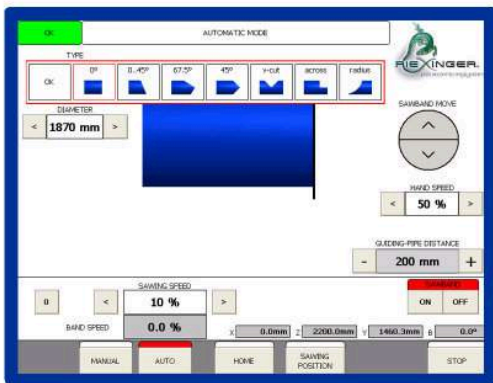 OK AUTOMATIC MODE
RIEXINGER.
TYPE
OK 0° 0..45° 67.5° 45° v-cut across radius
DIAMETER
< 1870 mm >
SAWBAND MOVE
HAND SPEED
< 50 % >
GUIDING-PIPE DISTANCE
- 200 mm +
SAWING SPEED
0 < 10 % >
SAWBAND
ON OFF
BAND SPEED 0.0 %
X 0.0mm Z 2200.0mm Y 1460.3mm B 0.0°
MANUAL AUTO HOME SAWING POSITION STOP